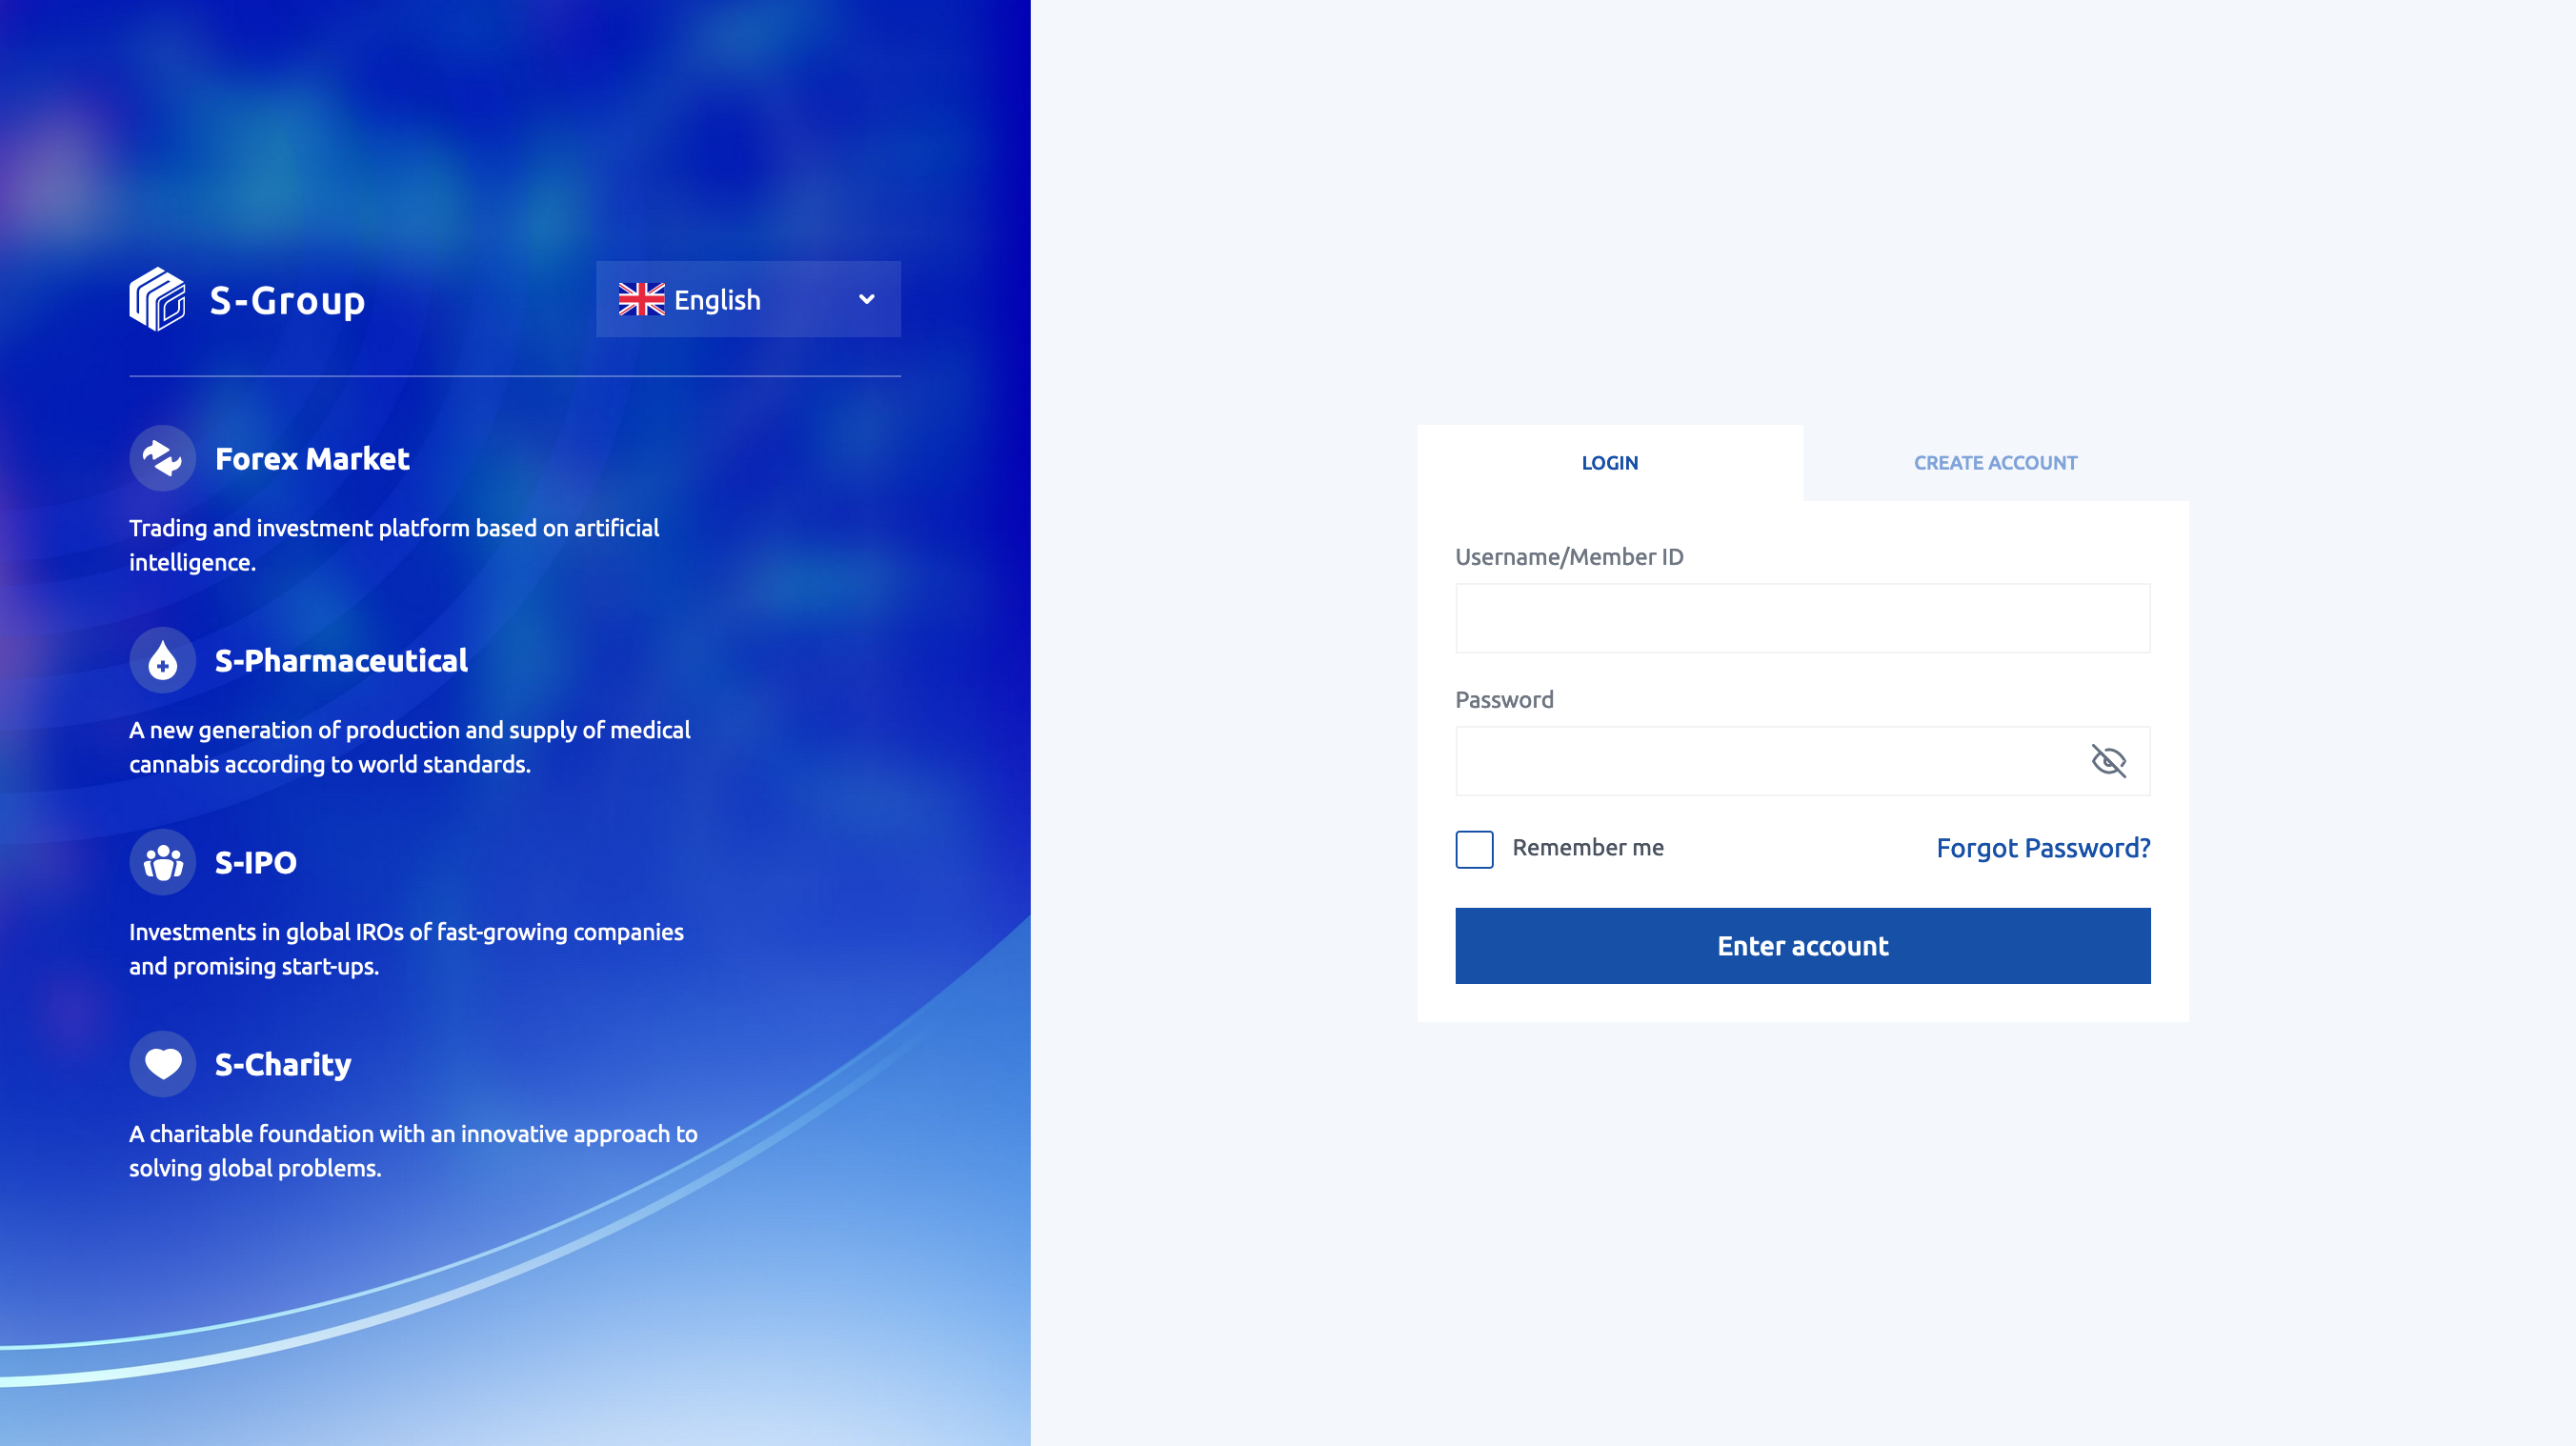 S-Group
English
Forex Market
Trading and investment platform based on artificial
intelligence.
S-Pharmaceutical
A new generation of production and supply of medical
cannabis according to world standards.
S-IPO
Investments in global IROs of fast-growing companies
and promising start-ups.
S-Charity
A charitable foundation with an innovative approach to
solving global problems.
LOGIN
CREATE ACCOUNT
Username/Member ID
Password
Remember me
Forgot Password?
Enter account